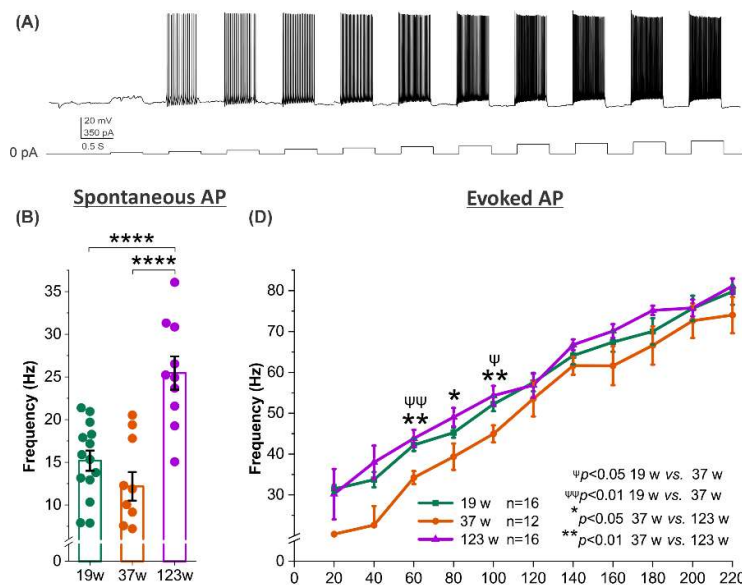 (A)
20 mV
350 pA
0.5 S
0 pA
Spontaneous AP
Evoked AP
(B)
(D)
****
****
Frequency (Hz)
35
30
25
20
15
10
5
0
19w 37w 123w
Frequency (Hz)
80
70
60
50
40
30
0
ψψ
**
*
ψ
**
19 w n=16
37 w n=12
123 w n=16
ψp<0.05 19 w vs. 37 w
ψψp<0.01 19 w vs. 37 w
*p<0.05 37 w vs. 123 w
**p<0.01 37 w vs. 123 w
0 20 40 60 80 100 120 140 160 180 200 220